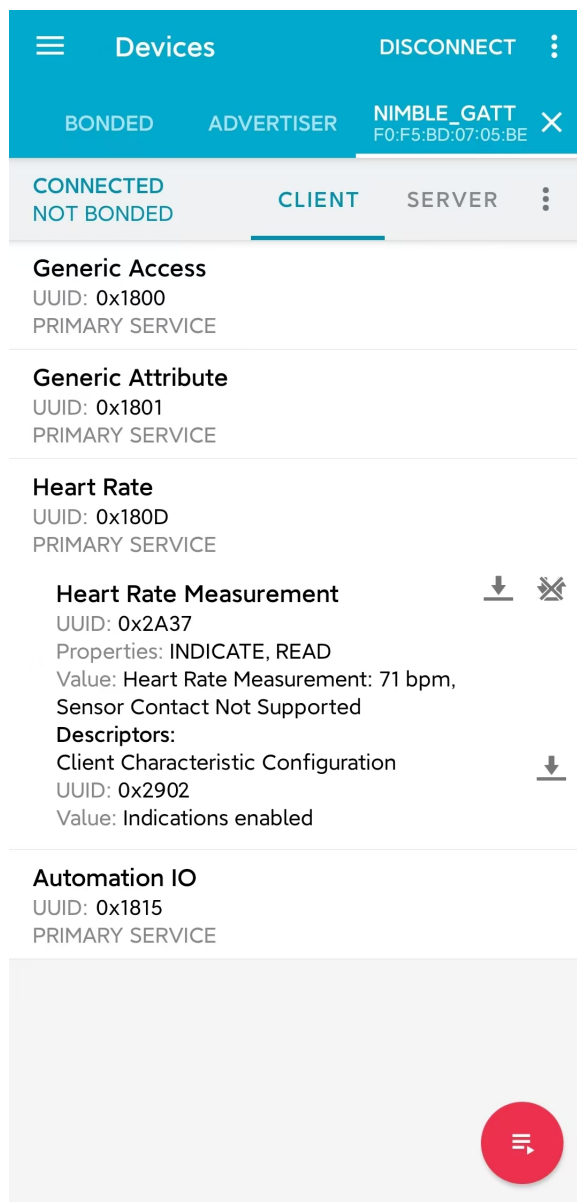 Devices
DISCONNECT
BONDED
ADVERTISER
NIMBLE_GATT
F0:F5:BD:07:05:BE
CONNECTED
NOT BONDED
CLIENT
SERVER
Generic Access
UUID: 0x1800
PRIMARY SERVICE
Generic Attribute
UUID: 0x1801
PRIMARY SERVICE
Heart Rate
UUID: 0x180D
PRIMARY SERVICE
Heart Rate Measurement
UUID: 0x2A37
Properties: INDICATE, READ
Value: Heart Rate Measurement: 71 bpm,
Sensor Contact Not Supported
Descriptors:
Client Characteristic Configuration
UUID: 0x2902
Value: Indications enabled
Automation IO
UUID: 0x1815
PRIMARY SERVICE